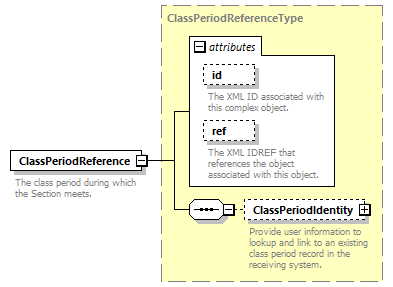 ClassPeriodReferenceType
attributes
id
The XML ID associated with
this complex object.
ref
The XML IDREF that
references the object
associated with this object.
ClassPeriodReference
The class period during which
the Section meets.
ClassPeriodIdentity
Provide user information to
lookup and link to an existing
class period record in the
receiving system.